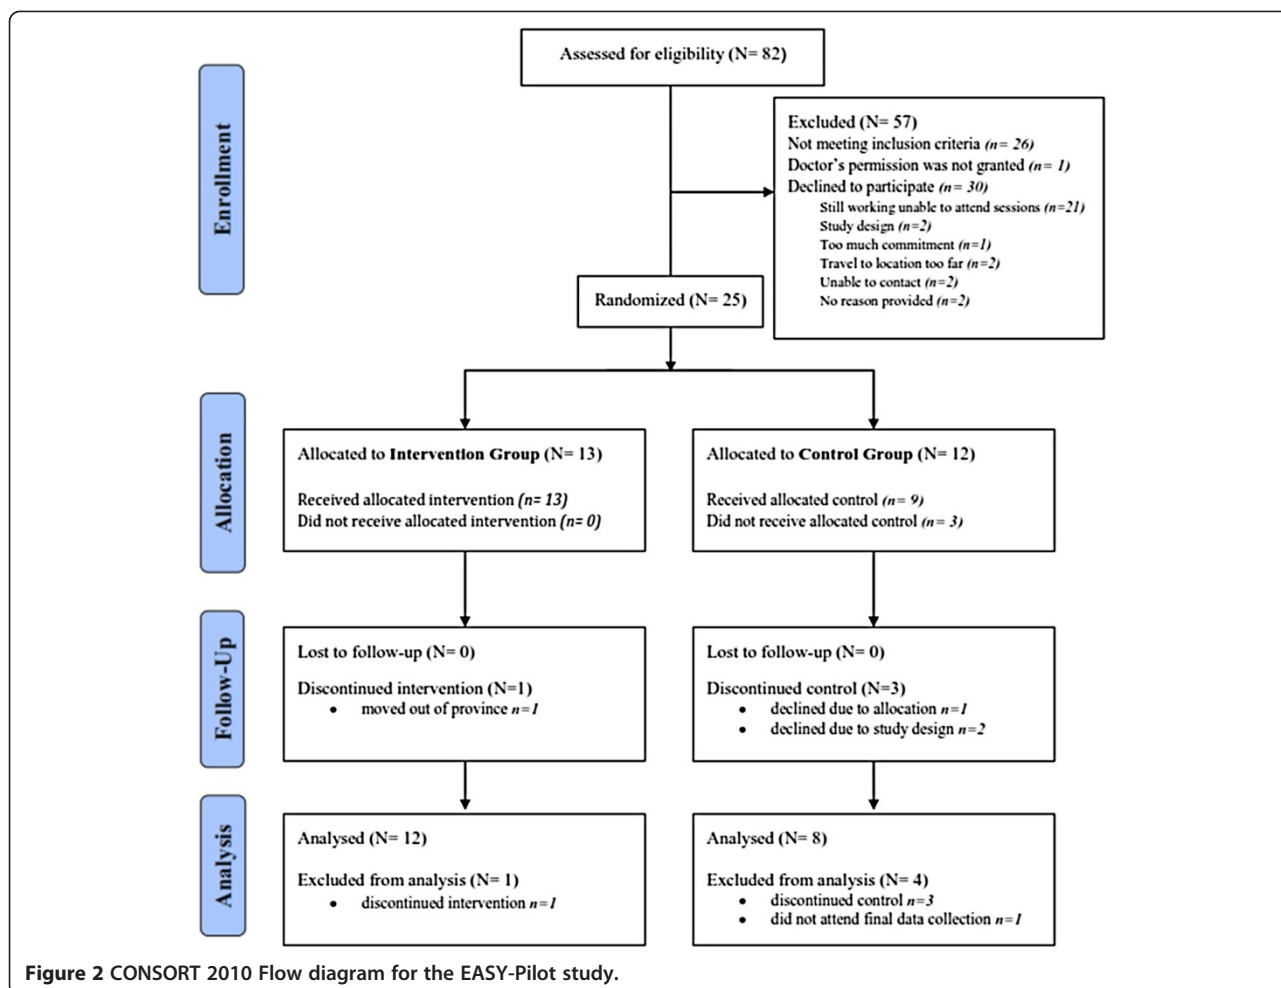 Assessed for eligibility (N= 82)
Enrollment
Excluded (N= 57)
Not meeting inclusion criteria (n= 26)
Doctor's permission was not granted (n= 1)
Declined to participate (n= 30)
Still working unable to attend sessions (n=21)
Study design (n=2)
Too much commitment (n=1)
Travel to location too far (n=2)
Unable to contact (n=2)
No reason provided (n=2)
Randomized (N= 25)
Allocation
Allocated to Intervention Group (N= 13)
Received allocated intervention (n= 13)
Did not receive allocated intervention (n= 0)
Allocated to Control Group (N= 12)
Received allocated control (n= 9)
Did not receive allocated control (n= 3)
Follow-Up
Lost to follow-up (N= 0)
Discontinued intervention (N=1)
• moved out of province n=1
Lost to follow-up (N= 0)
Discontinued control (N=3)
• declined due to allocation n=1
• declined due to study design n=2
Analysis
Analysed (N= 12)
Excluded from analysis (N= 1)
• discontinued intervention n=1
Analysed (N= 8)
Excluded from analysis (N= 4)
• discontinued control n=3
• did not attend final data collection n=1
Figure 2 CONSORT 2010 Flow diagram for the EASY-Pilot study.